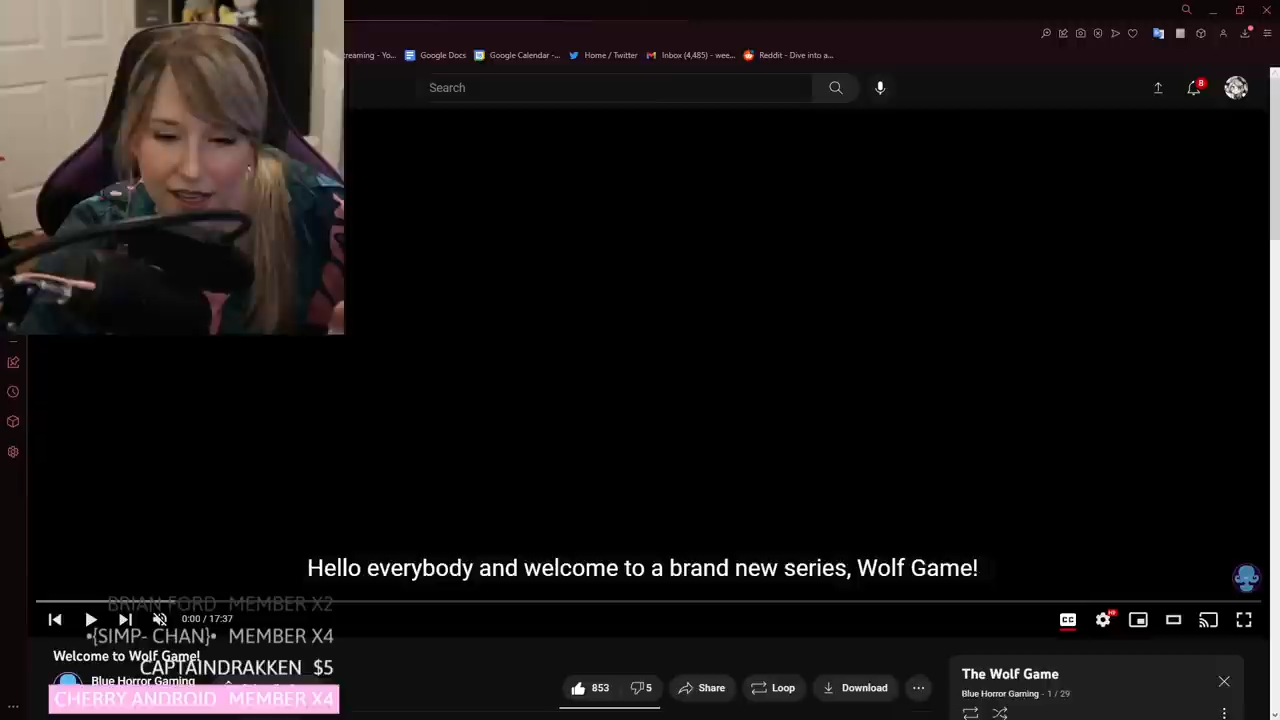 treaming - Yo...
Google Docs
Google Calendar -...
Home / Twitter
Inbox (4,485) - wee...
Reddit - Dive into a...
Search
8
Hello everybody and welcome to a brand new series, Wolf Game!
0:00 / 17:37
HD
BRIAN FORD MEMBER X2
•{SIMP- CHAN}• MEMBER X4
Welcome to Wolf Game!
CAPTAINDRAKKEN $5
Blue Horror Gaming
CHERRY ANDROID MEMBER X4
853
5
Share
Loop
Download
The Wolf Game
Blue Horror Gaming - 1 / 29